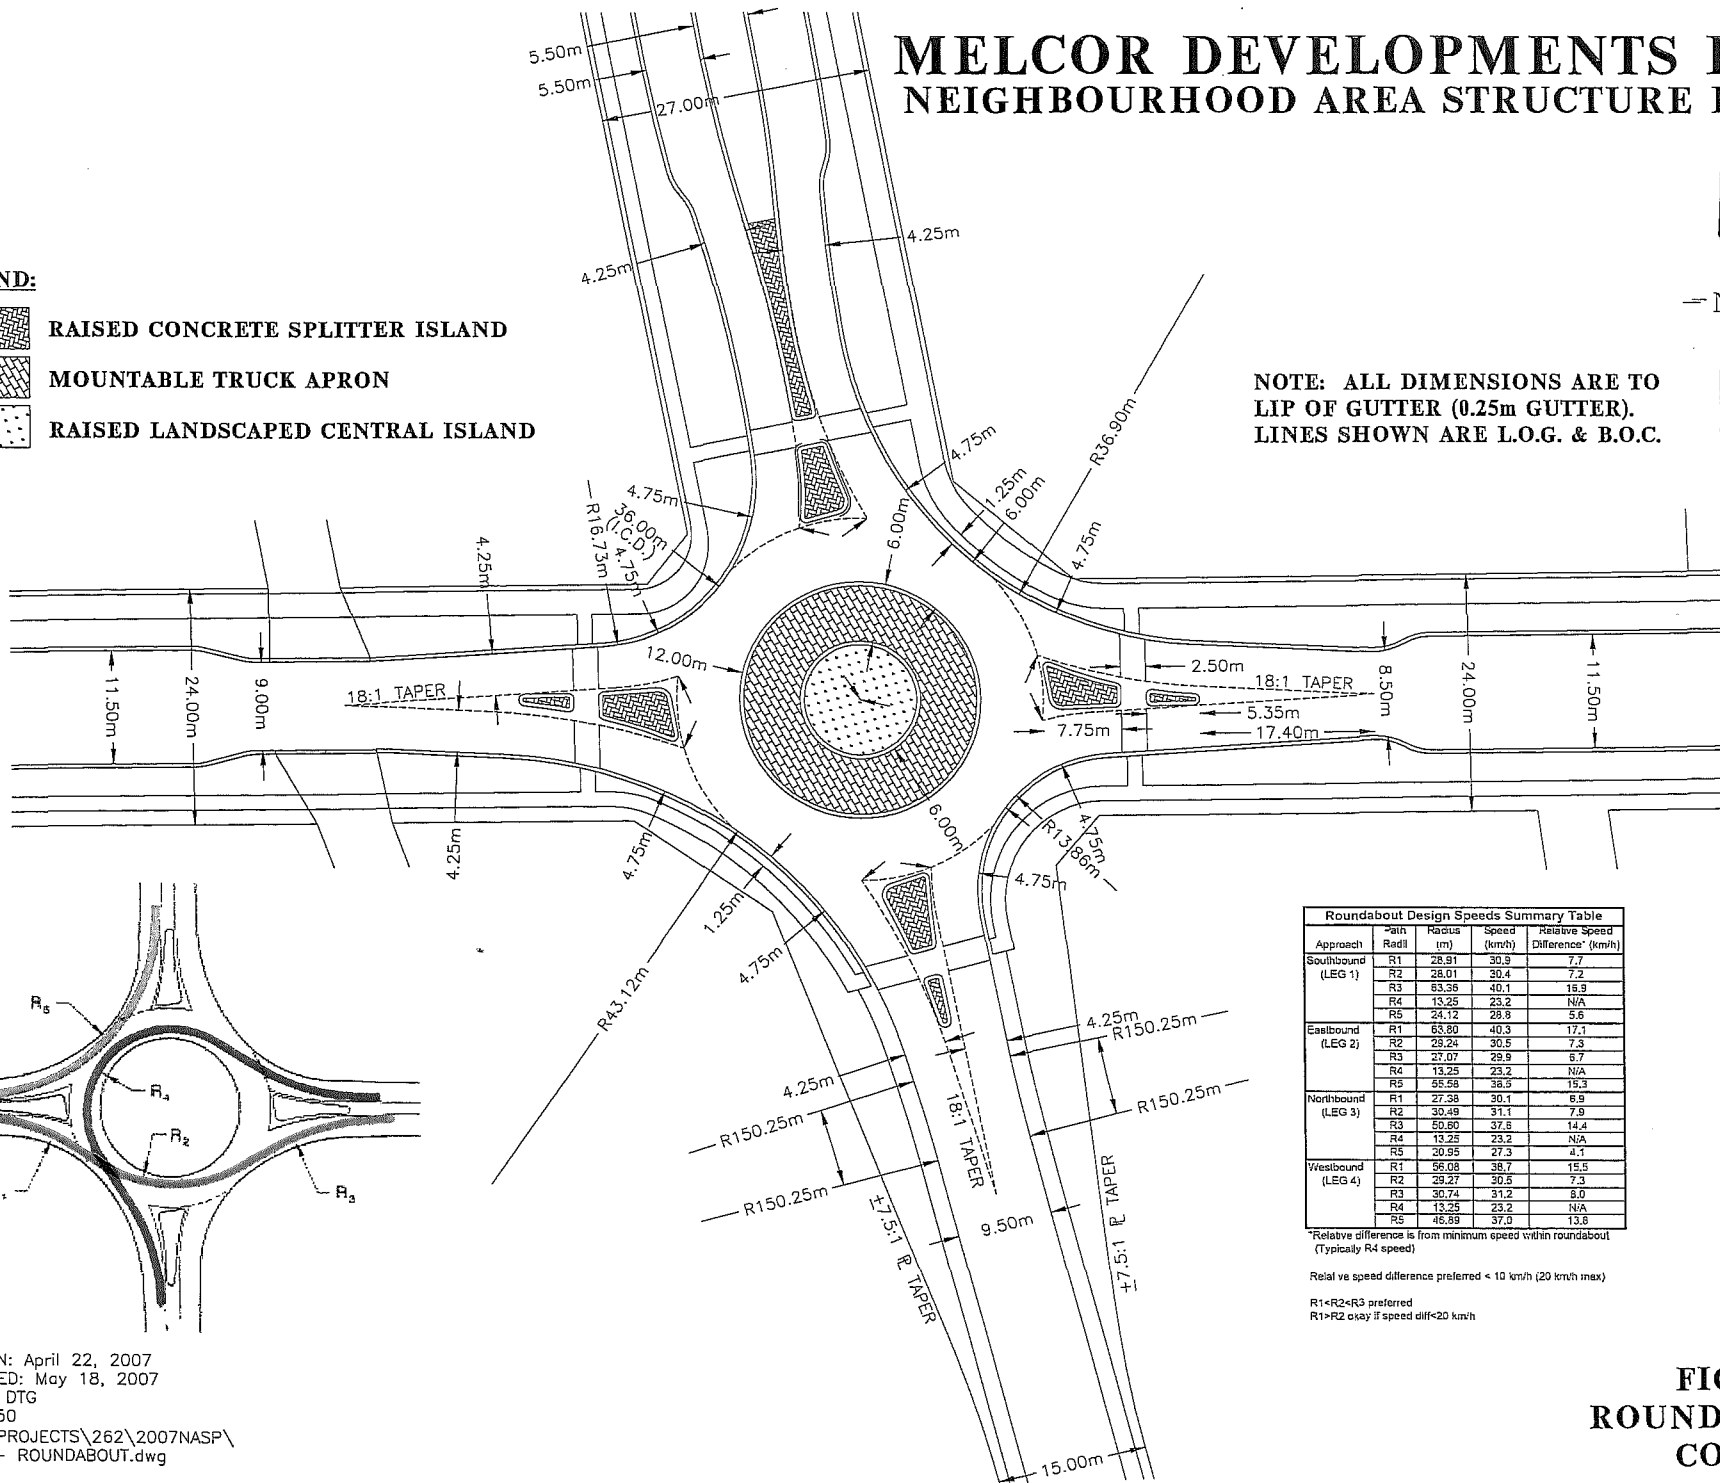 MELCOR DEVELOPMENTS
NEIGHBOURHOOD AREA STRUCTURE
5.50m
5.50m
27.00m
4.25m
4.25m
ND:
RAISED CONCRETE SPLITTER ISLAND
MOUNTABLE TRUCK APRON
RAISED LANDSCAPED CENTRAL ISLAND
NOTE: ALL DIMENSIONS ARE TO
LIP OF GUTTER (0.25m GUTTER).
LINES SHOWN ARE L.O.G. & B.O.C.
R36.90m
4.75m
1.25m
6.00m
4.75m
6.00m
4.75m
36.00m
(I.C.D.)
R16.73m
4.75m
4.25m
12.00m
11.50m
24.00m
9.00m
18:1 TAPER
2.50m
18:1 TAPER
5.35m
7.75m
17.40m
8.50m
24.00m
11.50m
6.00m
4.75m
R13.86m
4.75m
4.25m
4.75m
1.25m
4.75m
R43.12m
4.25m
R150.25m
4.25m
R150.25m
R150.25m
R150.25m
18:1 TAPER
9.50m
±7.5:1 PL TAPER
±7.5:1 PL TAPER
15.00m
R5
R4
R2
R3
Roundabout Design Speeds Summary Table
Approach Path Radii Radius (m) Speed (km/h) Relative Speed Difference* (km/h)
Southbound R1 28.91 30.9 7.7
(LEG 1) R2 28.01 30.4 7.2
R3 63.36 40.1 16.9
R4 13.25 23.2 N/A
R5 24.12 28.8 5.6
Eastbound R1 63.80 40.3 17.1
(LEG 2) R2 29.24 30.5 7.3
R3 27.07 29.9 6.7
R4 13.25 23.2 N/A
R5 55.58 38.5 15.3
Northbound R1 27.38 30.1 6.9
(LEG 3) R2 30.49 31.1 7.9
R3 50.60 37.6 14.4
R4 13.25 23.2 N/A
R5 20.95 27.3 4.1
Westbound R1 56.08 38.7 15.5
(LEG 4) R2 29.27 30.5 7.3
R3 30.74 31.2 8.0
R4 13.25 23.2 N/A
R5 46.89 37.0 13.8
*Relative difference is from minimum speed within roundabout
(Typically R4 speed)
Relative speed difference preferred < 10 km/h (20 km/h max)
R1<R2<R3 preferred
R1>R2 okay if speed diff<20 km/h
N: April 22, 2007
ED: May 18, 2007
DTG
50
PROJECTS\262\2007NASP\
- ROUNDABOUT.dwg
FIG
ROUND
CO